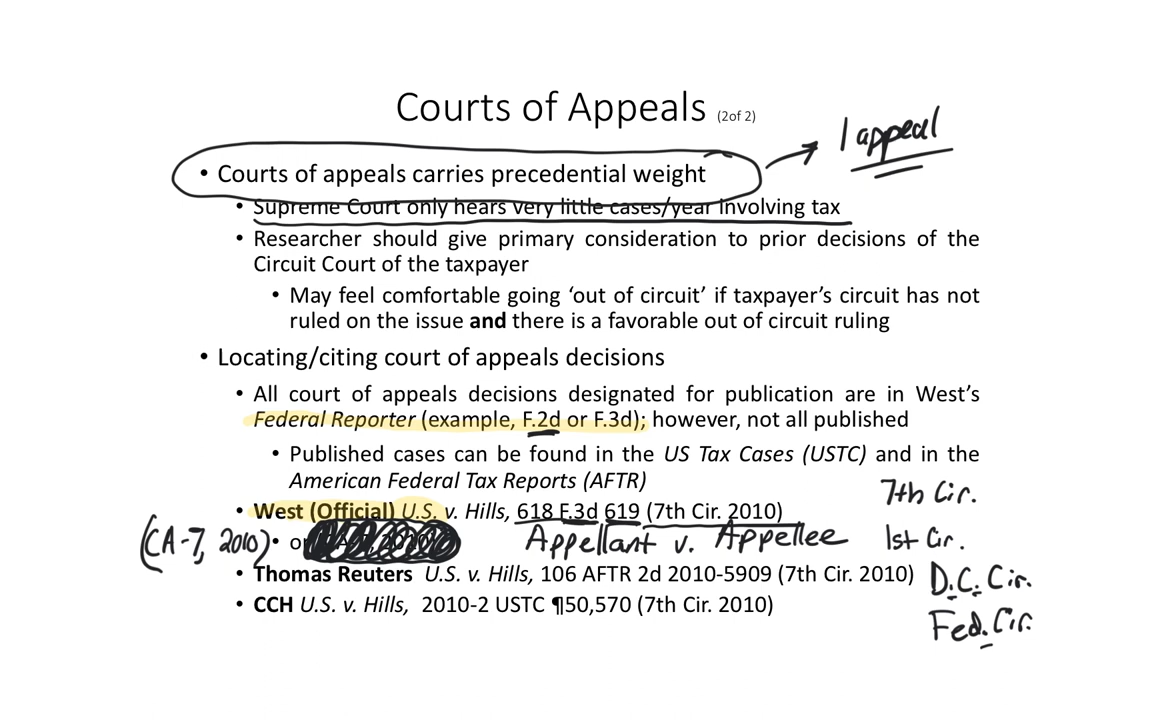 Courts of Appeals (2of 2)
1 appeal
• Courts of appeals carries precedential weight
• Supreme Court only hears very little cases/year involving tax
• Researcher should give primary consideration to prior decisions of the
Circuit Court of the taxpayer
• May feel comfortable going ‘out of circuit’ if taxpayer’s circuit has not
ruled on the issue and there is a favorable out of circuit ruling
• Locating/citing court of appeals decisions
• All court of appeals decisions designated for publication are in West’s
Federal Reporter (example, F.2d or F.3d); however, not all published
• Published cases can be found in the US Tax Cases (USTC) and in the
American Federal Tax Reports (AFTR)
7th Cir.
• West (Official) U.S. v. Hills, 618 F.3d 619 (7th Cir. 2010)
(CA-7, 2010) • or
Appellant v. Appellee
1st Cir.
• Thomas Reuters U.S. v. Hills, 106 AFTR 2d 2010-5909 (7th Cir. 2010)
D.C. Cir.
• CCH U.S. v. Hills, 2010-2 USTC ¶50,570 (7th Cir. 2010)
Fed. Cir.